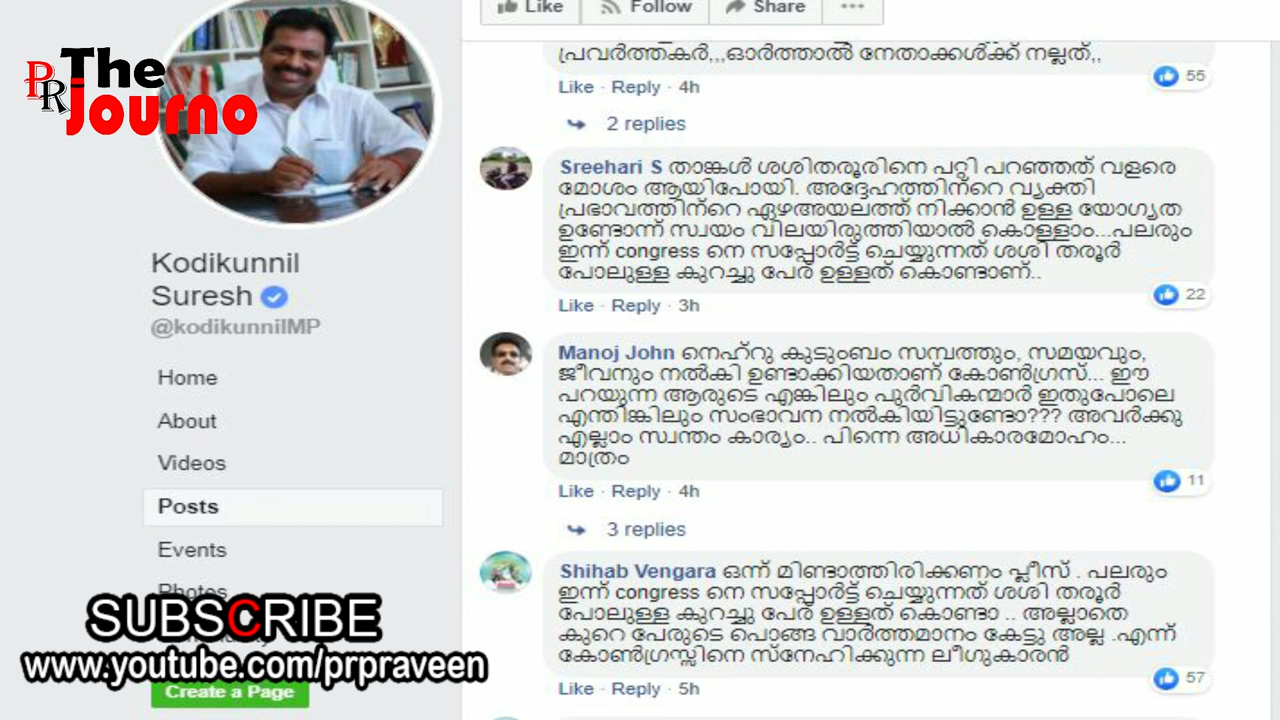 The
PR
Journo
Kodikunnil
Suresh
@kodikunnilMP
Home
About
Videos
Posts
Events
Photos
SUBSCRIBE
www.youtube.com/prpraveen
Create a Page
Like
Follow
Share
പ്രവർത്തകർ,,,ഓർത്താൽ നേതാക്കൾക്ക് നല്ലത്,,
55
Like · Reply · 4h
2 replies
Sreehari S താങ്കൾ ശശിതരൂരിനെ പറ്റി പറഞ്ഞത് വളരെ
മോശം ആയിപോയി. അദ്ദേഹത്തിന്റെ വ്യക്തി
പ്രഭാവത്തിന്റെ ഏഴഅയലത്ത് നിക്കാൻ ഉള്ള യോഗ്യത
ഉണ്ടോന്ന് സ്വയം വിലയിരുത്തിയാൽ കൊള്ളാം...പലരും
ഇന്ന് congress നെ സപ്പോർട്ട് ചെയ്യുന്നത് ശശി തരൂർ
പോലുള്ള കുറച്ചു പേര് ഉള്ളത് കൊണ്ടാണ്..
22
Like · Reply · 3h
Manoj John നെഹ്റു കുടുംബം സമ്പത്തും, സമയവും,
ജീവനും നൽകി ഉണ്ടാക്കിയതാണ് കോൺഗ്രസ്... ഈ
പറയുന്ന ആരുടെ എങ്കിലും പുർവികന്മാർ ഇതുപോലെ
എന്തിങ്കിലും സംഭാവന നൽകിയിട്ടുണ്ടോ??? അവർക്കു
എല്ലാം സ്വന്തം കാര്യം.. പിന്നെ അധികാരമോഹം...
മാത്രം
11
Like · Reply · 4h
3 replies
Shihab Vengara ഒന്ന് മിണ്ടാത്തിരിക്കണം പ്ലീസ് . പലരും
ഇന്ന് congress നെ സപ്പോർട്ട് ചെയ്യുന്നത് ശശി തരൂർ
പോലുള്ള കുറച്ചു പേര് ഉള്ളത് കൊണ്ടാ .. അല്ലാതെ
കുറെ പേരുടെ പൊങ്ങ വാർത്തമാനം കേട്ടു അല്ല .എന്ന്
കോൺഗ്രസ്സിനെ സ്നേഹിക്കുന്ന ലീഗുകാരൻ
57
Like · Reply · 5h